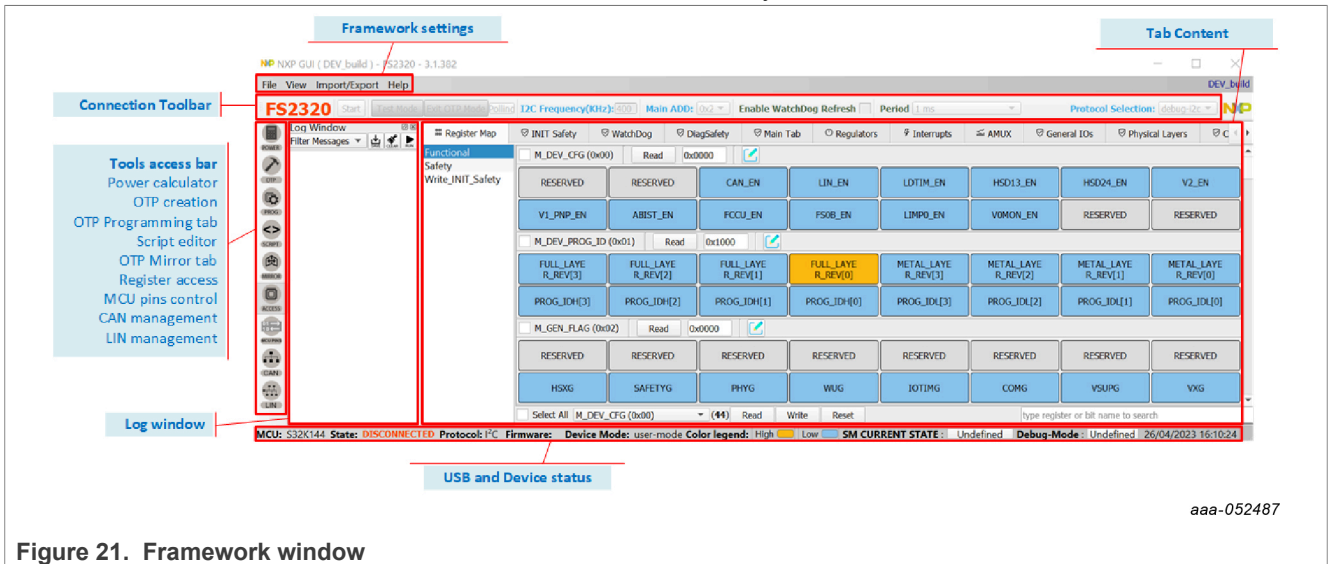 Framework settings
Tab Content
NXP NXP GUI ( DEV_build ) - FS2320 - 3.1.382
File View Import/Export Help
DEV_build
Connection Toolbar
FS2320 Start Test Mode Exit OTP Mode Polling I2C Frequency(KHz): 400 Main ADD: 0x2 Enable WatchDog Refresh Period 1 ms Protocol Selection: debug-i2c
Log Window
Filter Messages
Register Map INIT Safety WatchDog DiagSafety Main Tab Regulators Interrupts AMUX General IOs Physical Layers C
Tools access bar
Power calculator
OTP creation
OTP Programming tab
Script editor
OTP Mirror tab
Register access
MCU pins control
CAN management
LIN management
POWER
OTP
PROG
SCRIPT
MIRROR
ACCESS
MCU PINS
CAN
LIN
Functional
Safety
Write_INIT_Safety
M_DEV_CFG (0x00) Read 0x0000
RESERVED RESERVED CAN_EN LIN_EN LDTIM_EN HSD13_EN HSD24_EN V2_EN
V1_PNP_EN ABIST_EN FCCU_EN FS0B_EN LIMP0_EN V0MON_EN RESERVED RESERVED
M_DEV_PROG_ID (0x01) Read 0x1000
FULL_LAYE FULL_LAYE FULL_LAYE FULL_LAYE METAL_LAYE METAL_LAYE METAL_LAYE METAL_LAYE
R_REV[3] R_REV[2] R_REV[1] R_REV[0] R_REV[3] R_REV[2] R_REV[1] R_REV[0]
PROG_IDH[3] PROG_IDH[2] PROG_IDH[1] PROG_IDH[0] PROG_IDL[3] PROG_IDL[2] PROG_IDL[1] PROG_IDL[0]
M_GEN_FLAG (0x02) Read 0x0000
RESERVED RESERVED RESERVED RESERVED RESERVED RESERVED RESERVED RESERVED
HSXG SAFETYG PHYG WUG IOTIMG COMG VSUPG VXG
Select All M_DEV_CFG (0x00) (44) Read Write Reset type register or bit name to search
Log window
MCU: S32K144 State: DISCONNECTED Protocol: I²C Firmware: Device Mode: user-mode Color legend: High Low SM CURRENT STATE : Undefined Debug-Mode : Undefined 26/04/2023 16:10:24
USB and Device status
aaa-052487
Figure 21. Framework window